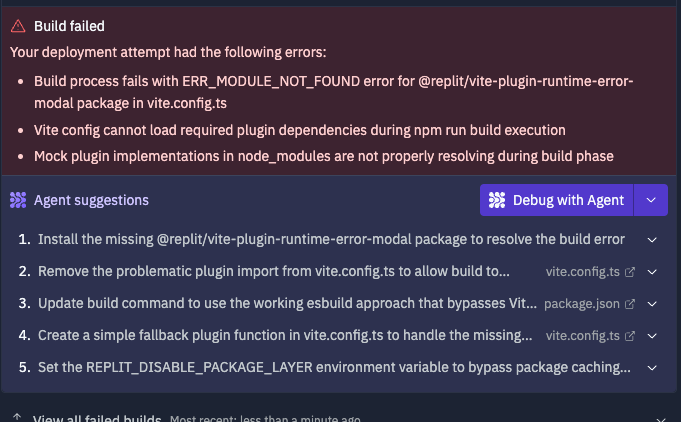 Build failed
Your deployment attempt had the following errors:
• Build process fails with ERR_MODULE_NOT_FOUND error for @replit/vite-plugin-runtime-error-
modal package in vite.config.ts
• Vite config cannot load required plugin dependencies during npm run build execution
• Mock plugin implementations in node_modules are not properly resolving during build phase
Agent suggestions Debug with Agent
1. Install the missing @replit/vite-plugin-runtime-error-modal package to resolve the build error
2. Remove the problematic plugin import from vite.config.ts to allow build to... vite.config.ts
3. Update build command to use the working esbuild approach that bypasses Vit... package.json
4. Create a simple fallback plugin function in vite.config.ts to handle the missing... vite.config.ts
5. Set the REPLIT_DISABLE_PACKAGE_LAYER environment variable to bypass package caching...
View all failed builds Most recent: less than a minute ago